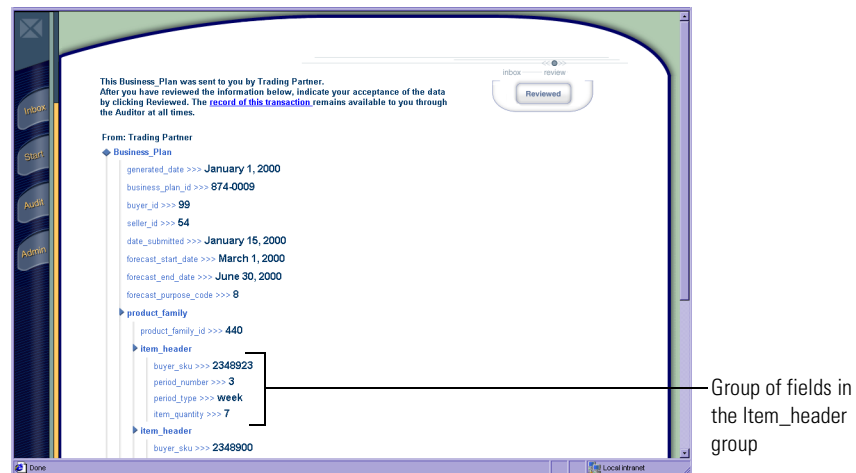 inbox review
This Business_Plan was sent to you by Trading Partner.
After you have reviewed the information below, indicate your acceptance of the data
by clicking Reviewed. The record of this transaction remains available to you through
the Auditor at all times.
Reviewed
Inbox
Start
Audit
Admin
From: Trading Partner
Business_Plan
generated_date >>> January 1, 2000
business_plan_id >>> 874-0009
buyer_id >>> 99
seller_id >>> 54
date_submitted >>> January 15, 2000
forecast_start_date >>> March 1, 2000
forecast_end_date >>> June 30, 2000
forecast_purpose_code >>> 8
product_family
product_family_id >>> 440
item_header
buyer_sku >>> 2348923
period_number >>> 3
period_type >>> week
item_quantity >>> 7
item_header
buyer_sku >>> 2348900
Group of fields in
the Item_header
group
Done
Local intranet